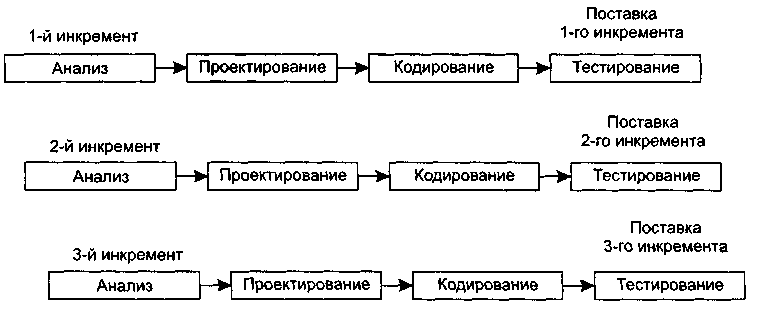 1-й инкремент
Поставка
1-го инкремента
Анализ
Проектирование
Кодирование
Тестирование
2-й инкремент
Поставка
2-го инкремента
Анализ
Проектирование
Кодирование
Тестирование
3-й инкремент
Поставка
3-го инкремента
Анализ
Проектирование
Кодирование
Тестирование